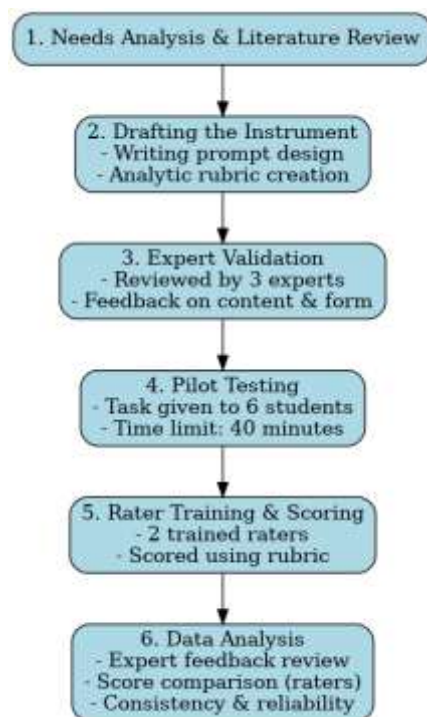 1. Needs Analysis & Literature Review
2. Drafting the Instrument
- Writing prompt design
- Analytic rubric creation
3. Expert Validation
- Reviewed by 3 experts
- Feedback on content & form
4. Pilot Testing
- Task given to 6 students
- Time limit: 40 minutes
5. Rater Training & Scoring
- 2 trained raters
- Scored using rubric
6. Data Analysis
- Expert feedback review
- Score comparison (raters)
- Consistency & reliability